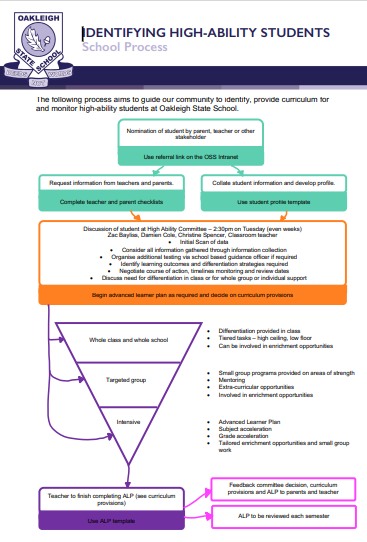 OAKLEIGH
STATE SCHOOL
IDENTIFYING HIGH-ABILITY STUDENTS
School Process
The following process aims to guide our community to identify, provide curriculum for
and monitor high-ability students at Oakleigh State School.
Nomination of student by parent, teacher or other
stakeholder
Use referral link on the OSS Intranet
Request information from teachers and parents.
Complete teacher and parent checklists
Collate student information and develop profile.
Use student profile template
Discussion of student at High Ability Committee – 2:30pm on Tuesday (even weeks)
Zac Bayliss, Damien Cole, Christine Spencer, Classroom teacher
• Initial Scan of data
• Consider all information gathered through information collection
• Organise additional testing via school based guidance officer if required
• Identify learning outcomes and differentiation strategies required
• Negotiate course of action, timelines monitoring and review dates
• Discuss need for differentiation in class or for whole group or individual support
Begin advanced learner plan as required and decide on curriculum provisions
Whole class and whole school
• Differentiation provided in class
• Tiered tasks – high ceiling, low floor
• Can be involved in enrichment opportunities
Targeted group
• Small group programs provided on areas of strength
• Mentoring
• Extra-curricular opportunities
• Involved in enrichment opportunities
Intensive
• Advanced Learner Plan
• Subject acceleration
• Grade acceleration
• Tailored enrichment opportunities and small group
work
Teacher to finish completing ALP (see curriculum
provisions)
Use ALP template
Feedback committee decision, curriculum
provisions and ALP to parents and teacher
ALP to be reviewed each semester